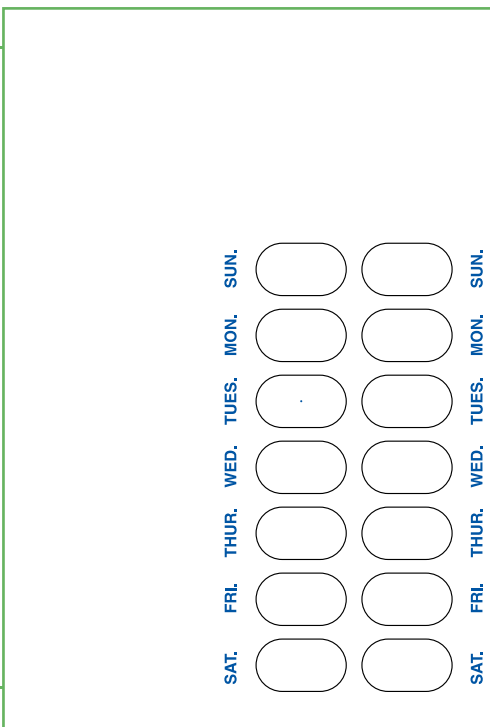 SUN. SUN.
MON. MON.
TUES. TUES.
WED. WED.
THUR. THUR.
FRI. FRI.
SAT. SAT.